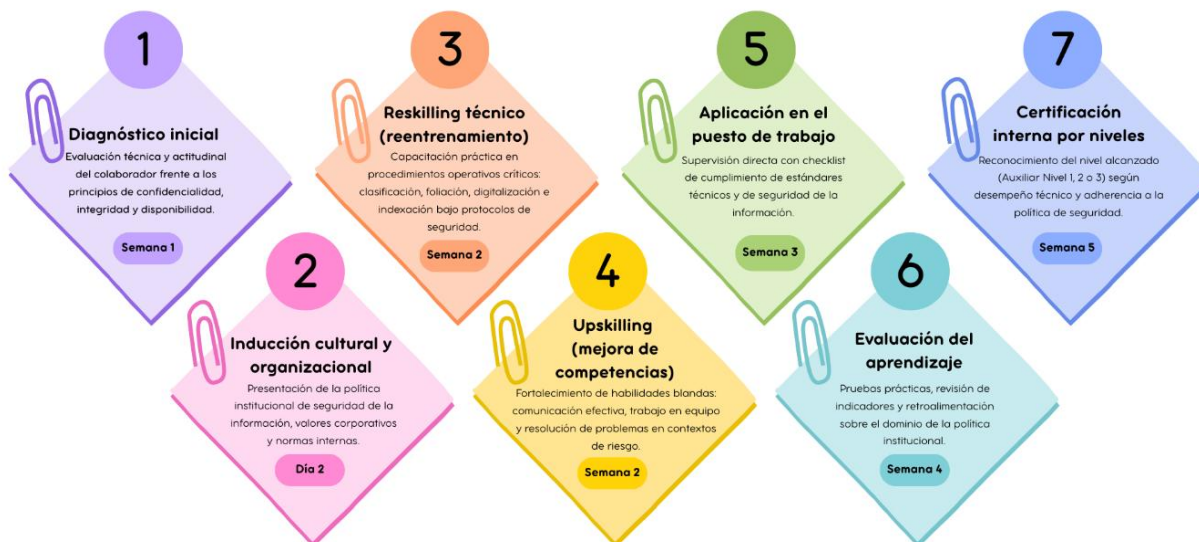 1
Diagnóstico inicial
Evaluación técnica y actitudinal
del colaborador frente a los
principios de confidencialidad,
integridad y disponibilidad.
Semana 1
2
Inducción cultural y
organizacional
Presentación de la política
institucional de seguridad de la
información, valores corporativos
y normas internas.
Día 2
3
Reskilling técnico
(reentrenamiento)
Capacitación práctica en
procedimientos operativos críticos:
clasificación, foliación, digitalización e
indexación bajo protocolos de
seguridad.
Semana 2
4
Upskilling
(mejora de
competencias)
Fortalecimiento de habilidades blandas:
comunicación efectiva, trabajo en equipo
y resolución de problemas en contextos
de riesgo.
Semana 2
5
Aplicación en el
puesto de trabajo
Supervisión directa con checklist
de cumplimiento de estándares
técnicos y de seguridad de la
información.
Semana 3
6
Evaluación del
aprendizaje
Pruebas prácticas, revisión de
indicadores y retroalimentación
sobre el dominio de la política
institucional.
Semana 4
7
Certificación
interna por niveles
Reconocimiento del nivel alcanzado
(Auxiliar Nivel 1, 2 o 3) según
desempeño técnico y adherencia a la
política de seguridad.
Semana 5